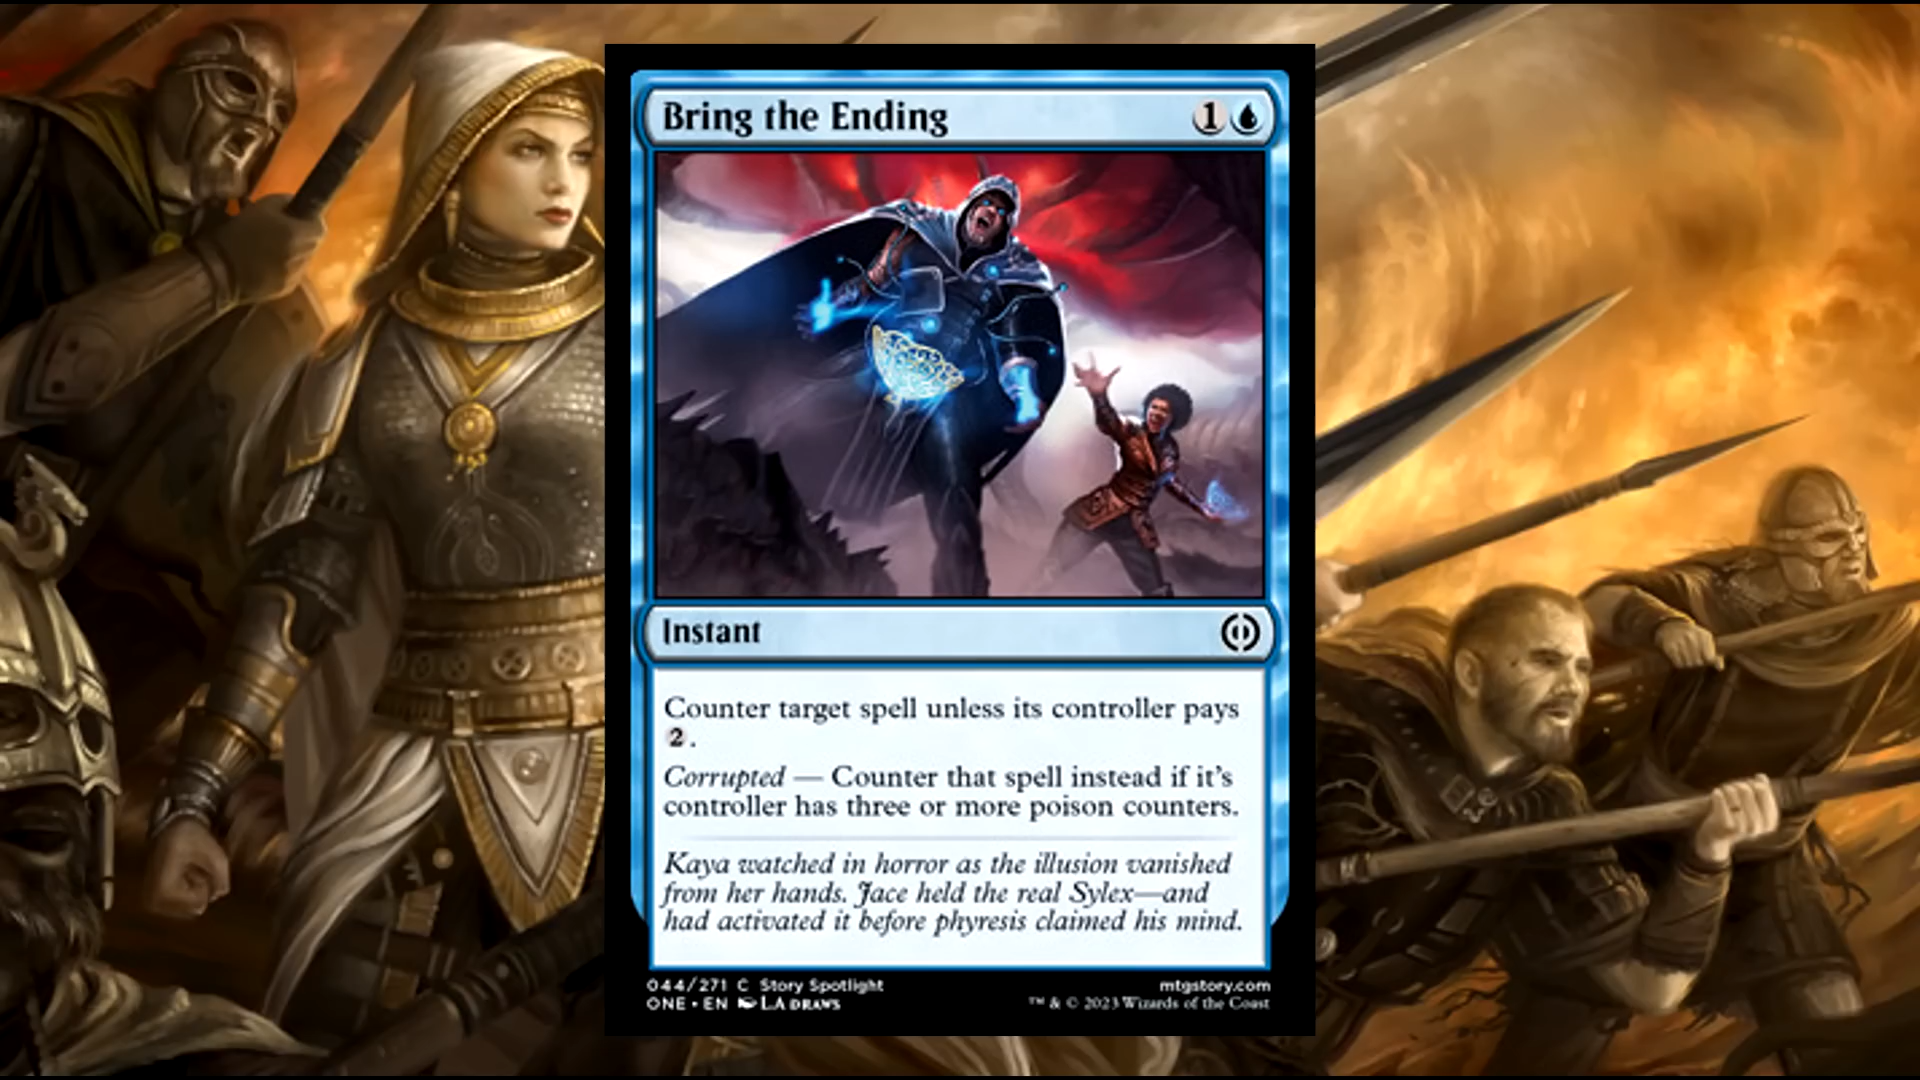 Bring the Ending 1
Instant
Counter target spell unless its controller pays
2.
Corrupted — Counter that spell instead if it's
controller has three or more poison counters.
Kaya watched in horror as the illusion vanished
from her hands. Jace held the real Sylex—and
had activated it before phyresis claimed his mind.
044/271 C Story Spotlight
mtgstory.com
ONE • EN LA DRAWS
™ & © 2023 Wizards of the Coast